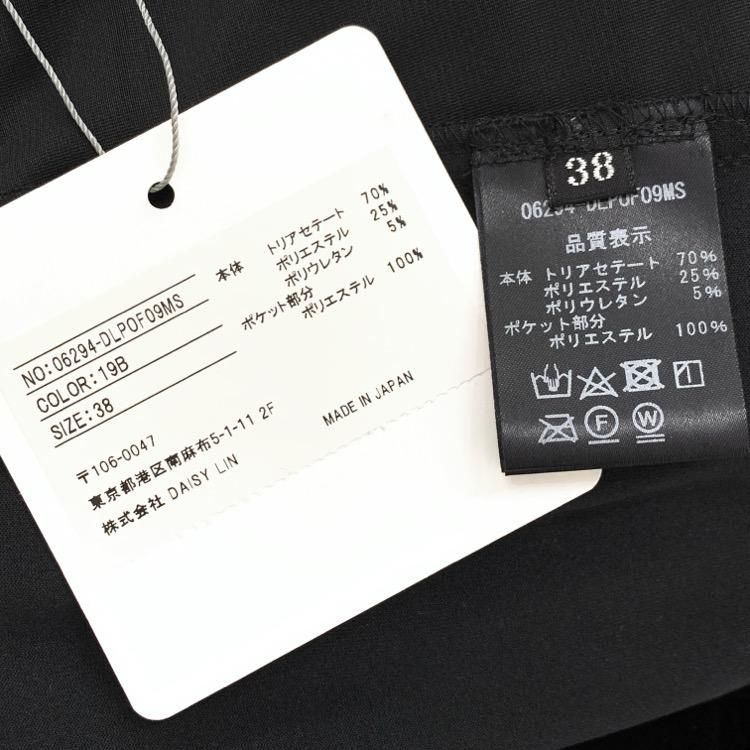 NO:06294-DLPOF09MS
COLOR:19B
SIZE:38
本体 トリアセテート 70%
ポリエステル 25%
ポリウレタン 5%
ポケット部分
ポリエステル 100%
〒106-0047
東京都港区南麻布5-1-11 2F
株式会社 DAISY LIN
MADE IN JAPAN
38
06294-DLPOF09MS
品質表示
本体 トリアセテート 70%
ポリエステル 25%
ポリウレタン 5%
ポケット部分
ポリエステル 100%
F
W